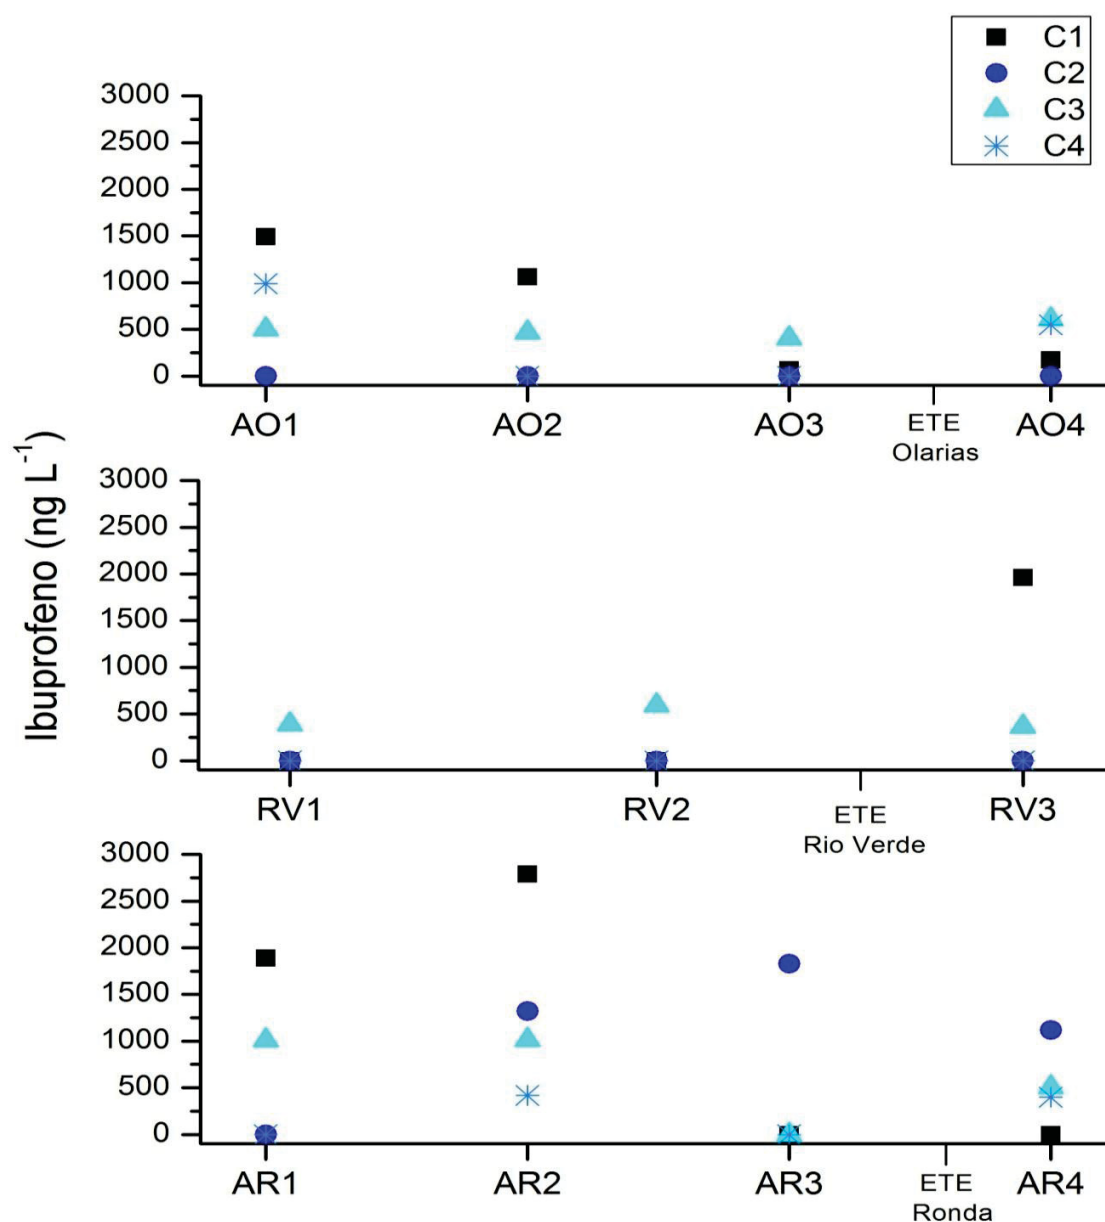 C1
C2
C3
C4
Ibuprofeno (ng L⁻¹)
3000
2500
2000
1500
1000
500
0
AO1 AO2 AO3 ETE Olarias AO4
3000
2500
2000
1500
1000
500
0
RV1 RV2 ETE Rio Verde RV3
3000
2500
2000
1500
1000
500
0
AR1 AR2 AR3 ETE Ronda AR4